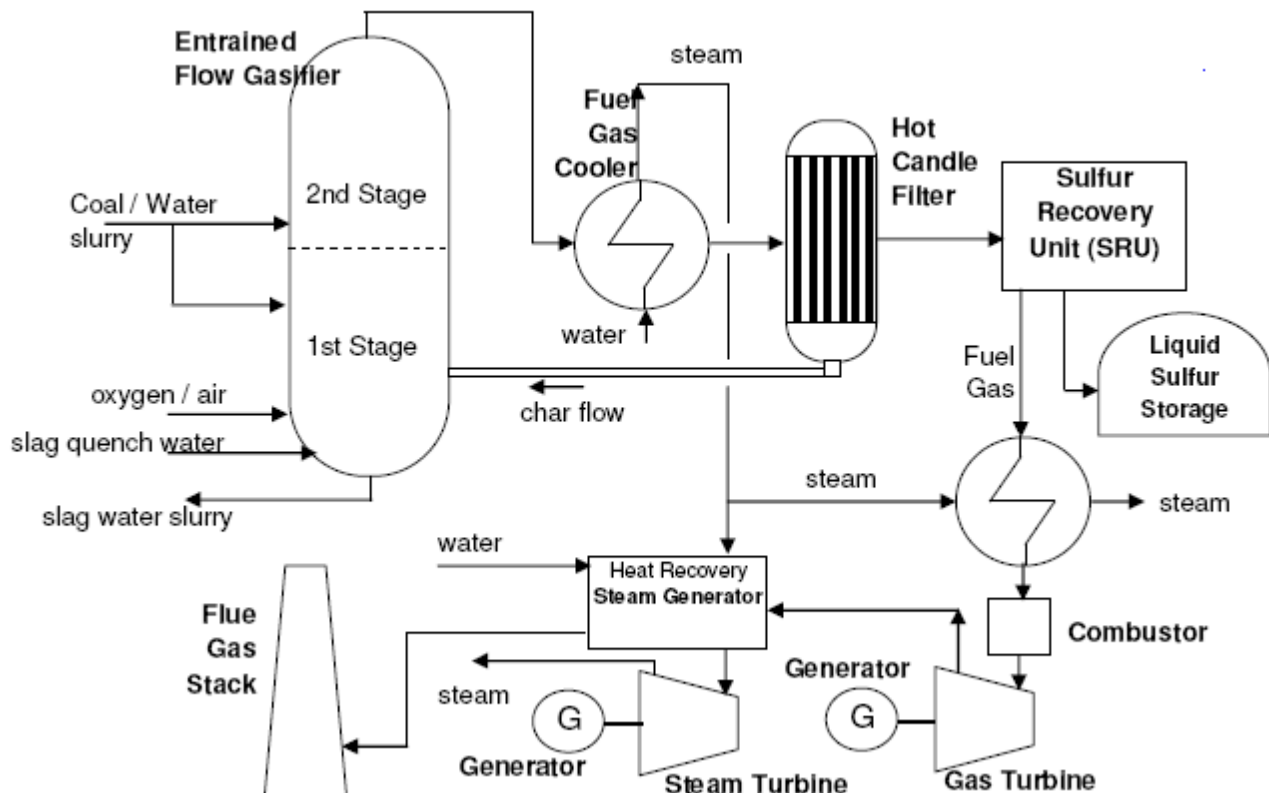 Entrained
Flow Gasifier
steam
Fuel
Gas
Cooler
Hot
Candle
Filter
Sulfur
Recovery
Unit (SRU)
2nd Stage
Coal / Water
slurry
water
1st Stage
Fuel
Gas
Liquid
Sulfur
Storage
oxygen / air
char flow
slag quench water
steam
steam
slag water slurry
water
Heat Recovery
Steam Generator
Flue
Gas
Stack
Combustor
steam
Generator
G
G
Generator
Steam Turbine
Gas Turbine